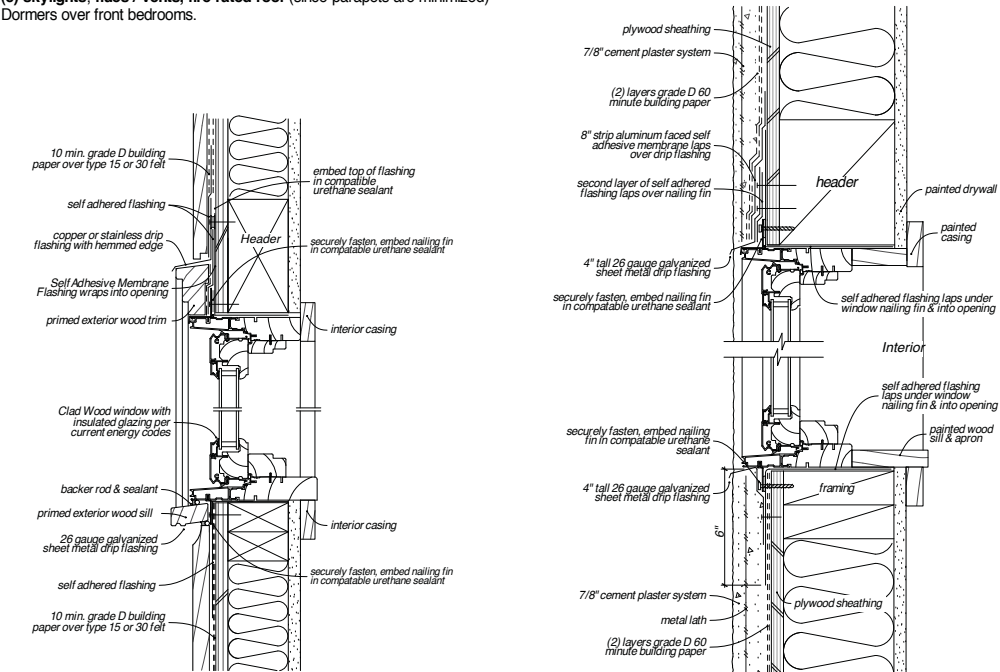 (3) skylights, flues / vents, fire rated roof (since parapets are minimized)
Dormers over front bedrooms.
10 min. grade D building
paper over type 15 or 30 felt
self adhered flashing
copper or stainless drip
flashing with hemmed edge
Self Adhesive Membrane
Flashing wraps into opening
primed exterior wood trim
Clad Wood window with
insulated glazing per
current energy codes
backer rod & sealant
primed exterior wood sill
26 gauge galvanized
sheet metal drip flashing
self adhered flashing
10 min. grade D building
paper over type 15 or 30 felt
Header
embed top of flashing
in compatible
urethane sealant
securely fasten, embed nailing fin
in compatable urethane sealant
interior casing
interior casing
securely fasten, embed nailing fin
in compatable urethane sealant
plywood sheathing
7/8" cement plaster system
(2) layers grade D 60
minute building paper
8" strip aluminum faced self
adhesive membrane laps
over drip flashing
second layer of self adhered
flashing laps over nailing fin
4" tall 26 gauge galvanized
sheet metal drip flashing
securely fasten, embed nailing fin
in compatable urethane sealant
header
painted drywall
painted
casing
self adhered flashing laps under
window nailing fin & into opening
Interior
self adhered flashing
laps under window
nailing fin & into opening
painted wood
sill & apron
securely fasten, embed nailing
fin in compatable urethane
sealant
4" tall 26 gauge galvanized
sheet metal drip flashing
framing
6"
7/8" cement plaster system
metal lath
(2) layers grade D 60
minute building paper
plywood sheathing